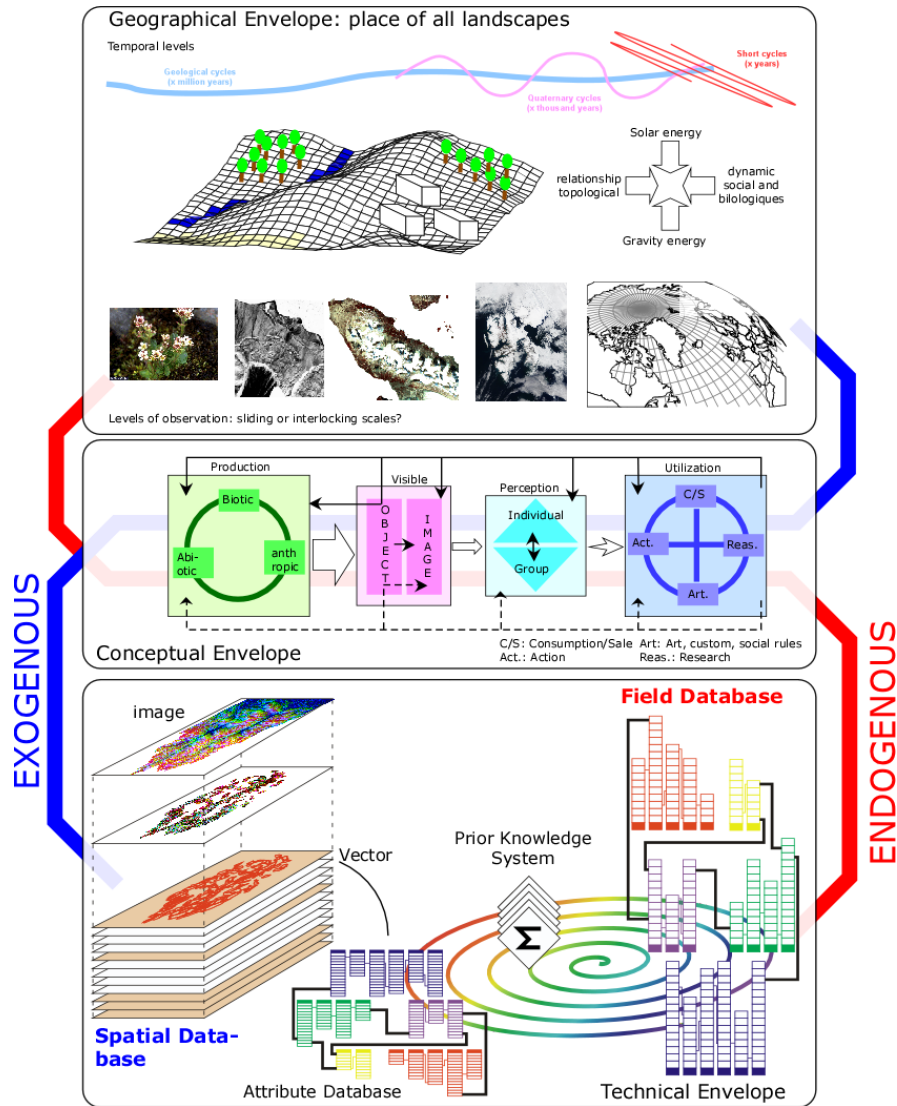 Geographical Envelope: place of all landscapes
Temporal levels
Geological cycles
(x million years)
Quaternary cycles
(x thousand years)
Short cycles
(x years)
Solar energy
relationship
topological
dynamic
social and
bilologiques
Gravity energy
Levels of observation: sliding or interlocking scales?
Production
Visible
Perception
Utilization
Biotic
Abi-
otic
anth
ropic
OBJECT
IMAGE
Individual
Group
C/S
Act.
Reas.
Art.
C/S: Consumption/Sale
Art: Art, custom, social rules
Act.: Action
Reas.: Research
Conceptual Envelope
EXOGENOUS
ENDOGENOUS
image
Field Database
Vector
Prior Knowledge
System
Σ
Spatial Data-
base
Attribute Database
Technical Envelope